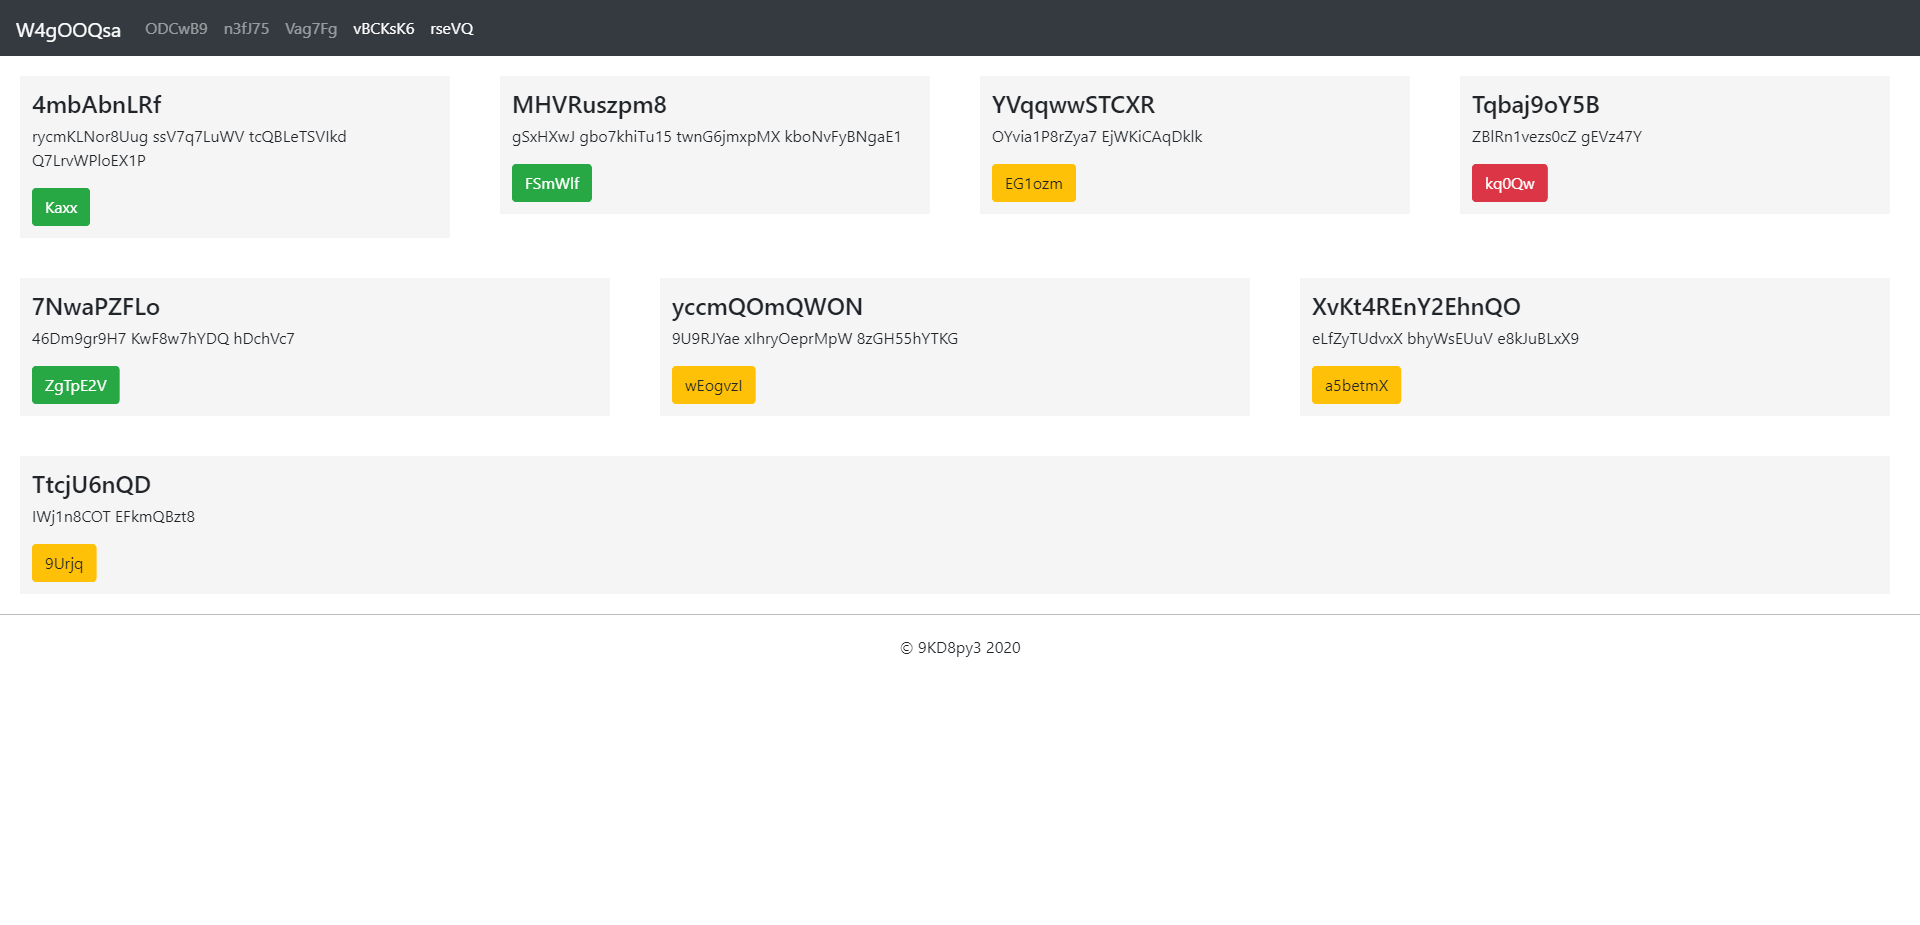 W4gOOQsa ODCwB9 n3fJ75 Vag7Fg vBCKsK6 rseVQ
4mbAbnLRf
rycmKLNor8Uug ssV7q7LuWV tcQBLeTSVIkd
Q7LrvWPloEX1P
Kaxx
MHVRuszpm8
gSxHXwJ gbo7khiTu15 twnG6jmxpMX kboNvFyBNgaE1
FSmWlf
YVqqwwSTCXR
OYvia1P8rZya7 EjWKiCAqDklk
EG1ozm
Tqbaj9oY5B
ZBlRn1vezs0cZ gEVz47Y
kq0Qw
7NwaPZFLo
46Dm9gr9H7 KwF8w7hYDQ hDchVc7
ZgTpE2V
yccmQOmQWON
9U9RJYae xIhryOeprMpW 8zGH55hYTKG
wEogvzI
XvKt4REnY2EhnQO
eLfZyTUdvxX bhyWsEUuV e8kJuBLxX9
a5betmX
TtcjU6nQD
IWj1n8COT EFkmQBzt8
9Urjq
© 9KD8py3 2020